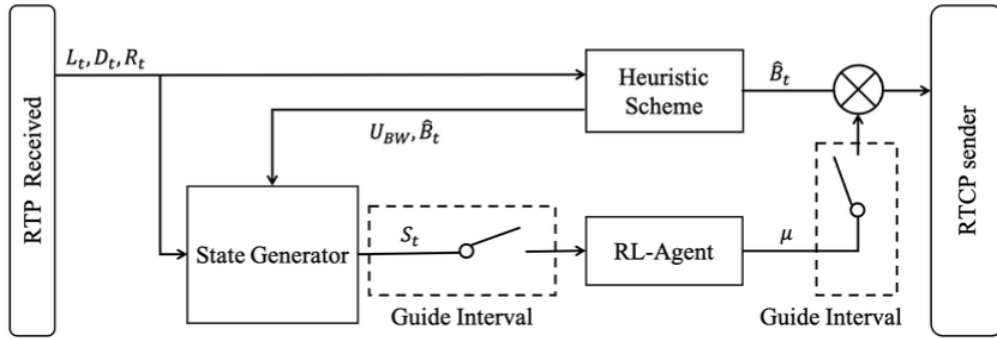 RTP Received
L_t, D_t, R_t
Heuristic
Scheme
B̂_t
U_BW, B̂_t
State Generator
S_t
Guide Interval
RL-Agent
μ
Guide Interval
RTCP sender